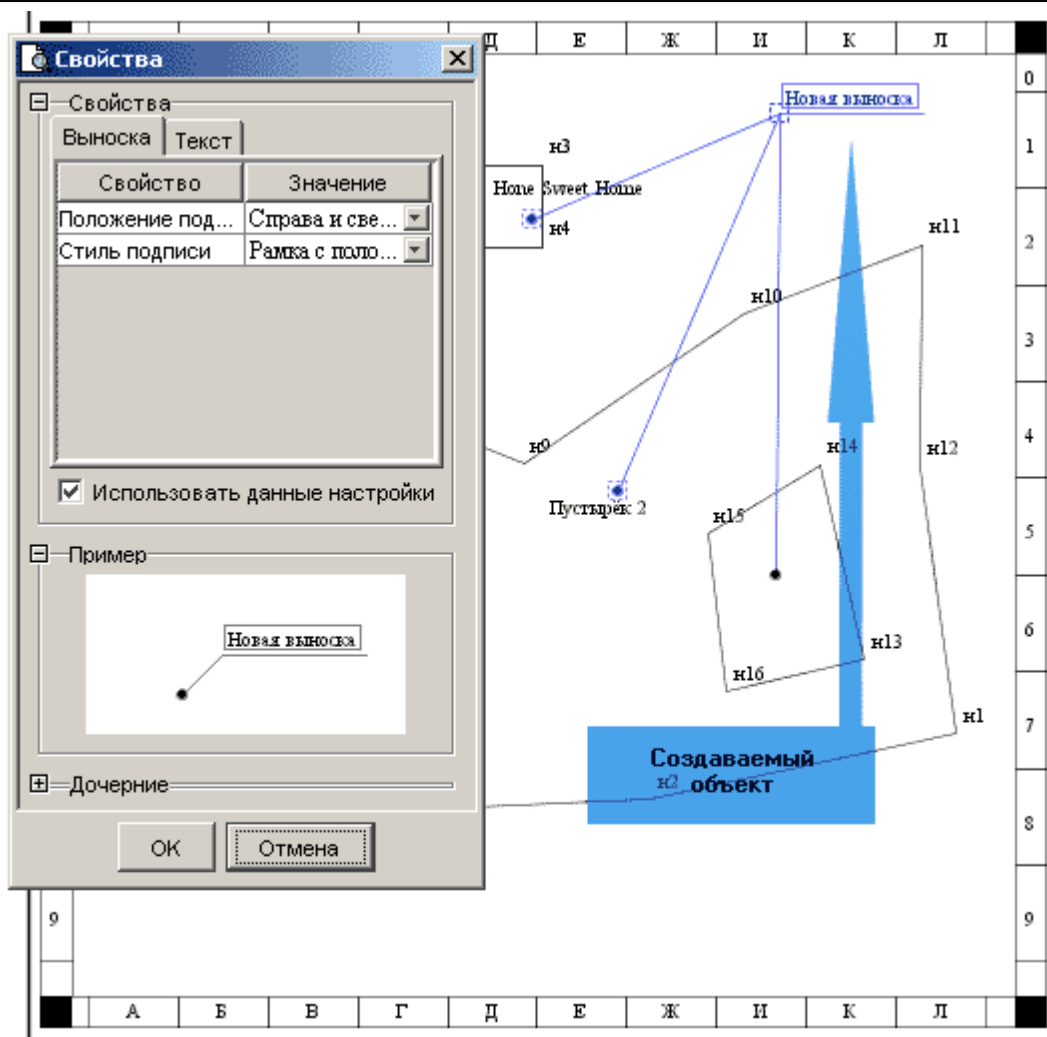 Свойства
Свойства
Выноска Текст
Свойство Значение
Положение под... Справа и све...
Стиль подписи Рамка с поло...
Использовать данные настройки
Пример
Новая выноска
Дочерние
OK Отмена
Д Е Ж И К Л
0
1
2
3
4
5
6
7
8
9
9
Новая выноска
н3
Home Sweet Home
н4
н11
н10
н9
н14
н12
Пустырёк 2
н15
н13
н16
н1
Создаваемый
н2 объект
А Б В Г Д Е Ж И К Л